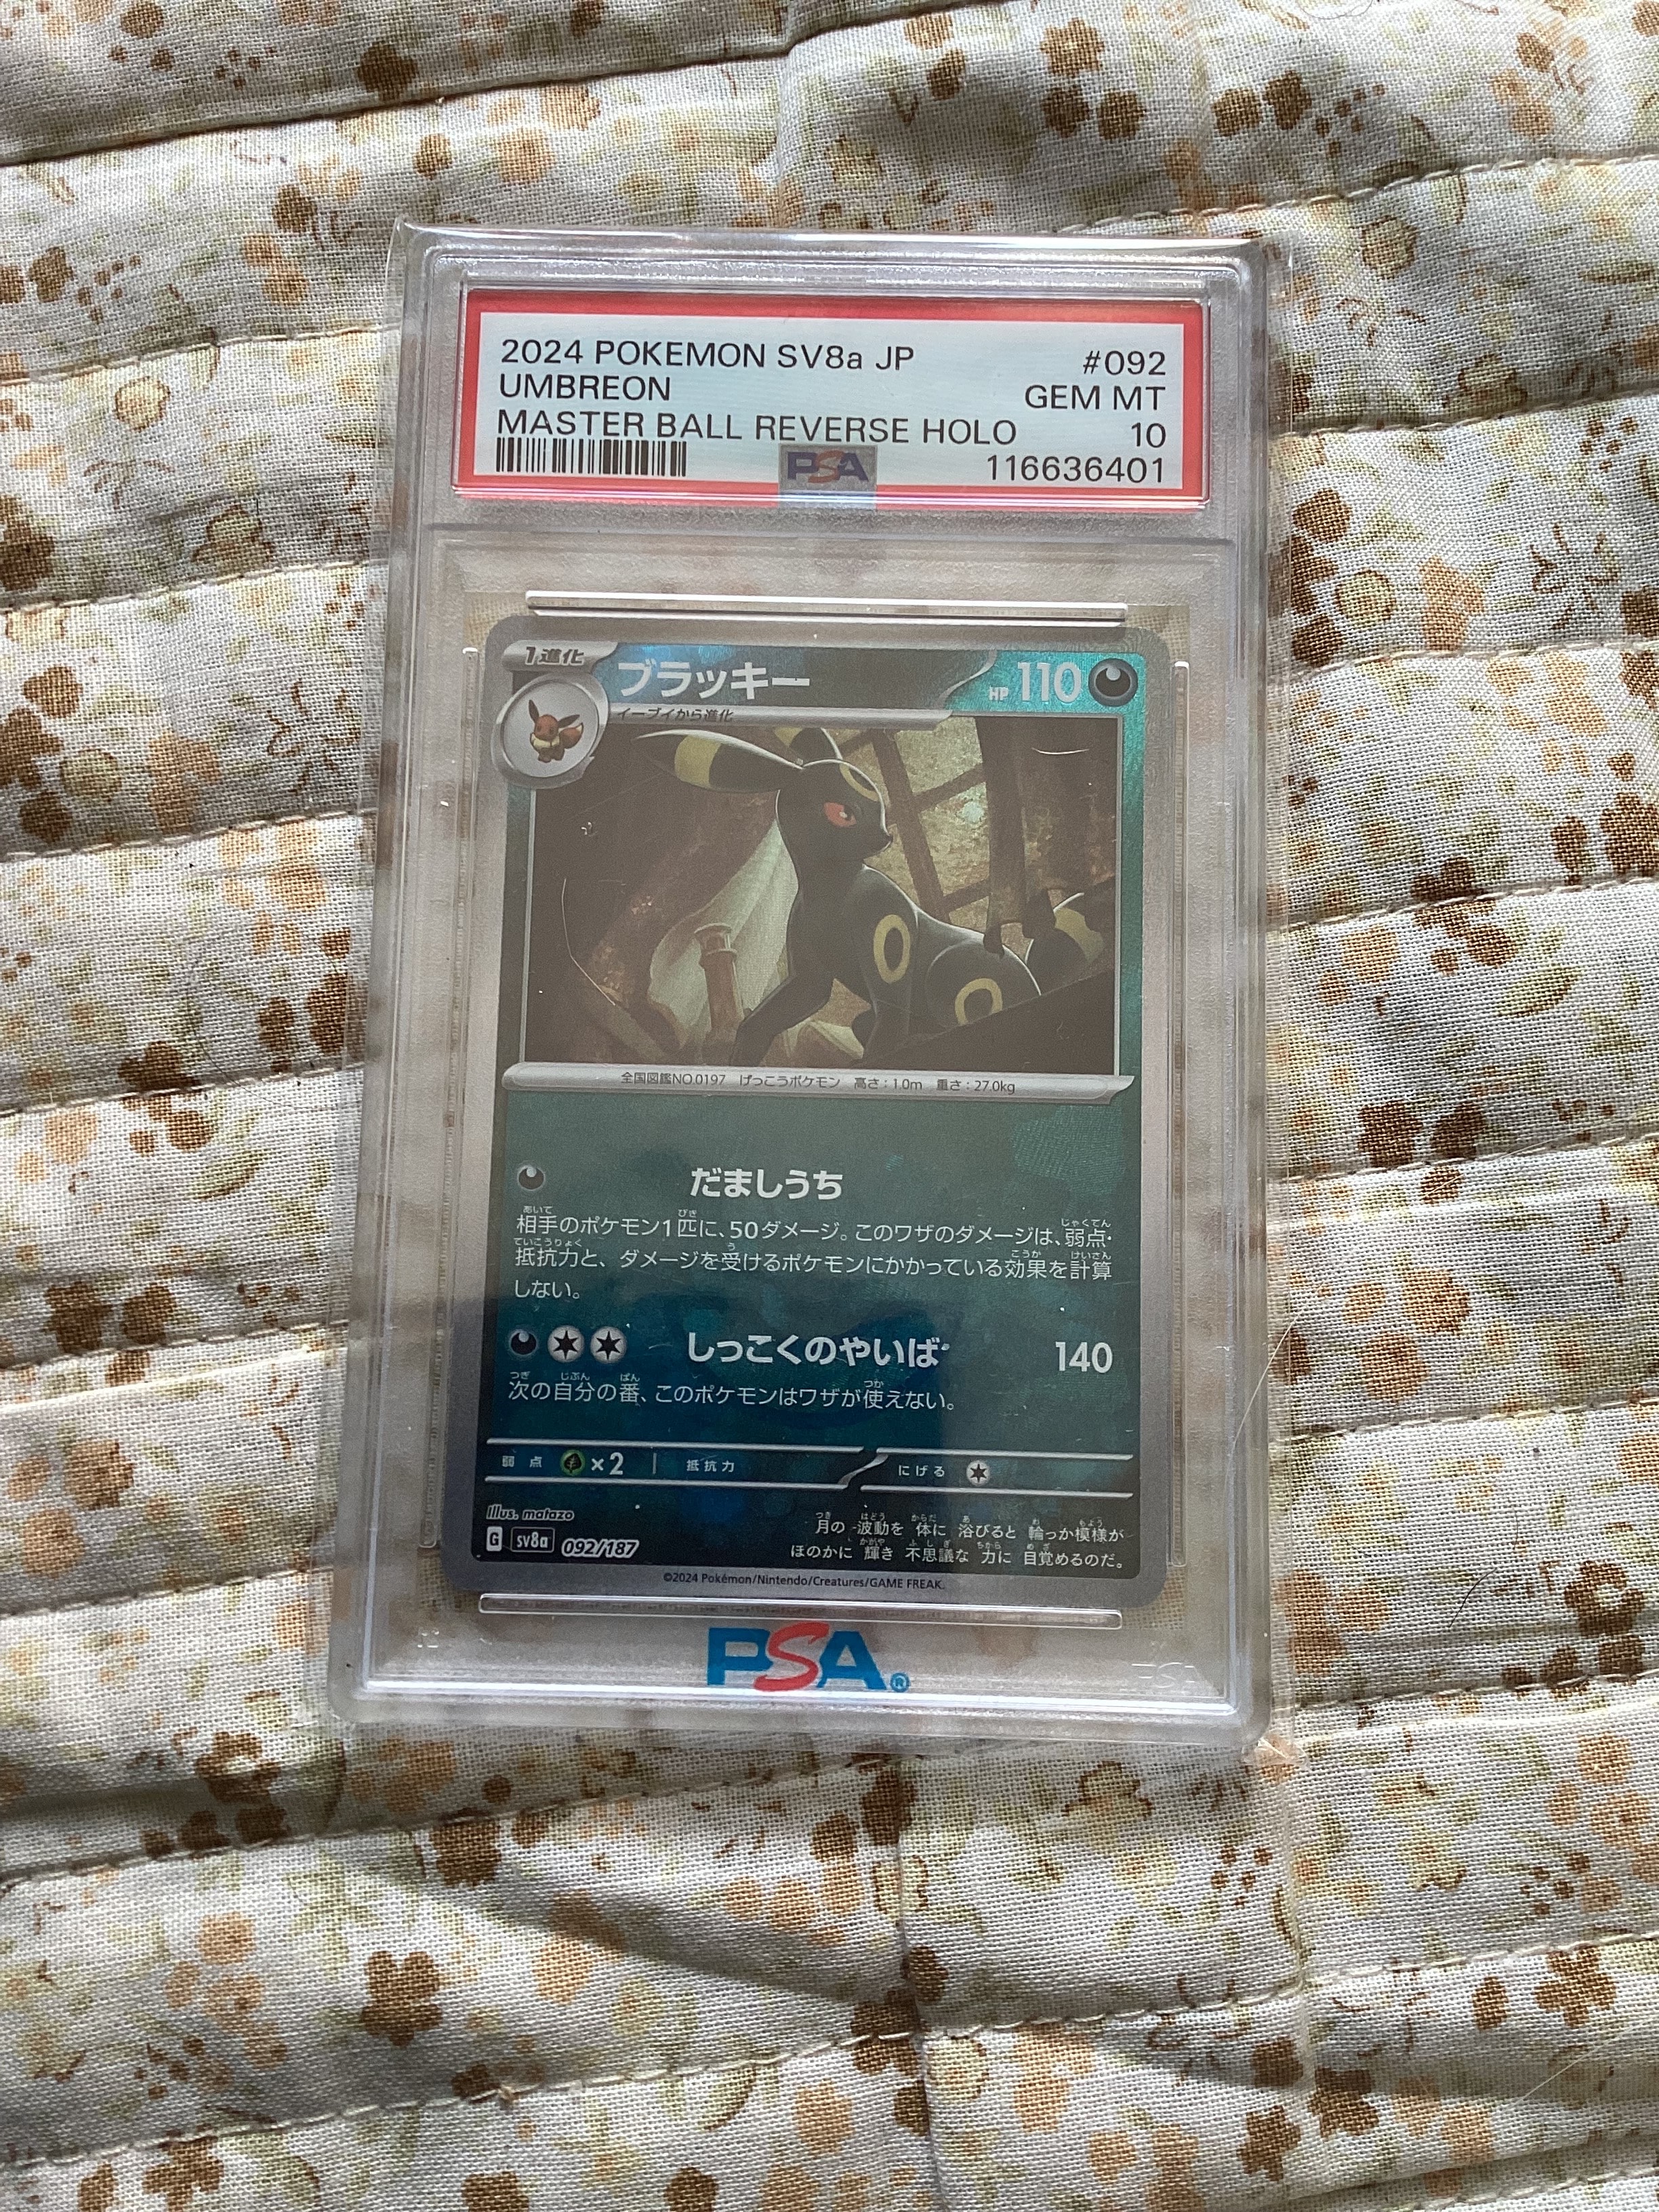 2024 POKEMON SV8a JP #092
UMBREON GEM MT
MASTER BALL REVERSE HOLO 10
PSA 116636401
1進化 ブラッキー HP 110
イーブイから進化
全国図鑑NO.0197 げっこうポケモン 高さ:1.0m 重さ:27.0kg
だましうち
相手のポケモン1匹に、50ダメージ。このワザのダメージは、弱点・
抵抗力と、ダメージを受けるポケモンにかかっている効果を計算
しない。
しっこくのやいば 140
次の自分の番、このポケモンはワザが使えない。
弱点 ×2 抵抗力 にげる
Illus. matazo
G sv8a 092/187
月の 波動を 体に 浴びると 輪っか模様が
ほのかに 輝き 不思議な 力に 目覚めるのだ。
©2024 Pokémon/Nintendo/Creatures/GAME FREAK.
PSA®